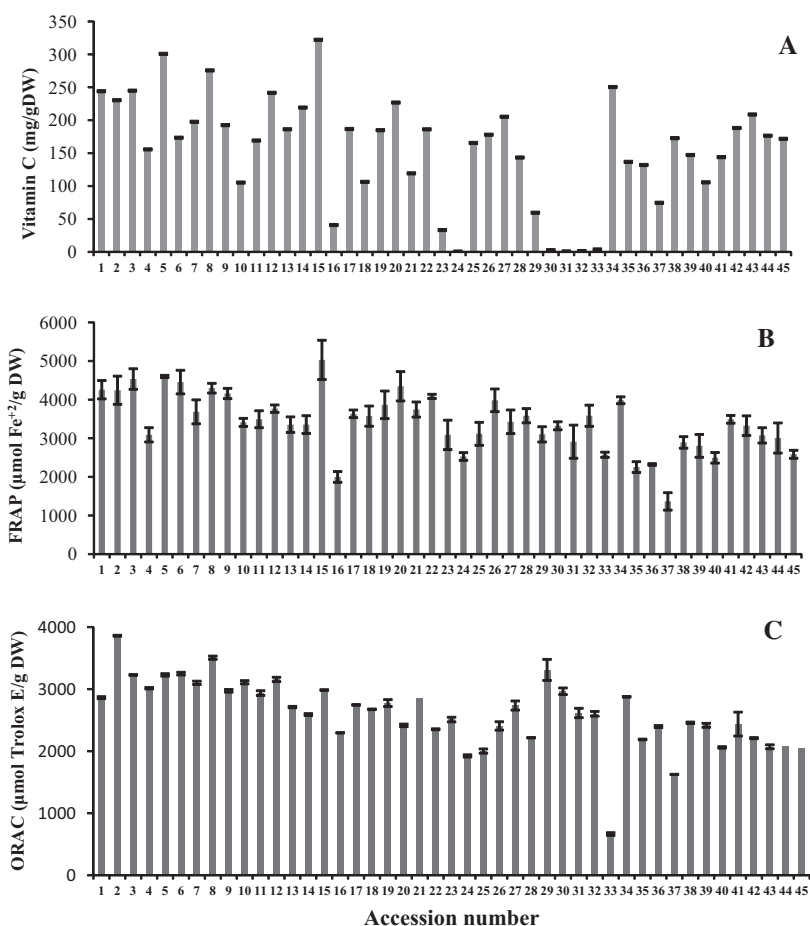 A
Vitamin C (mg/gDW)
350
300
250
200
150
100
50
0
1 2 3 4 5 6 7 8 9 10 11 12 13 14 15 16 17 18 19 20 21 22 23 24 25 26 27 28 29 30 31 32 33 34 35 36 37 38 39 40 41 42 43 44 45
B
FRAP (µmol Fe⁺²/g DW)
6000
5000
4000
3000
2000
1000
0
1 2 3 4 5 6 7 8 9 10 11 12 13 14 15 16 17 18 19 20 21 22 23 24 25 26 27 28 29 30 31 32 33 34 35 36 37 38 39 40 41 42 43 44 45
C
ORAC (µmol Trolox E/g DW)
4000
3000
2000
1000
0
1 2 3 4 5 6 7 8 9 10 11 12 13 14 15 16 17 18 19 20 21 22 23 24 25 26 27 28 29 30 31 32 33 34 35 36 37 38 39 40 41 42 43 44 45
Accession number